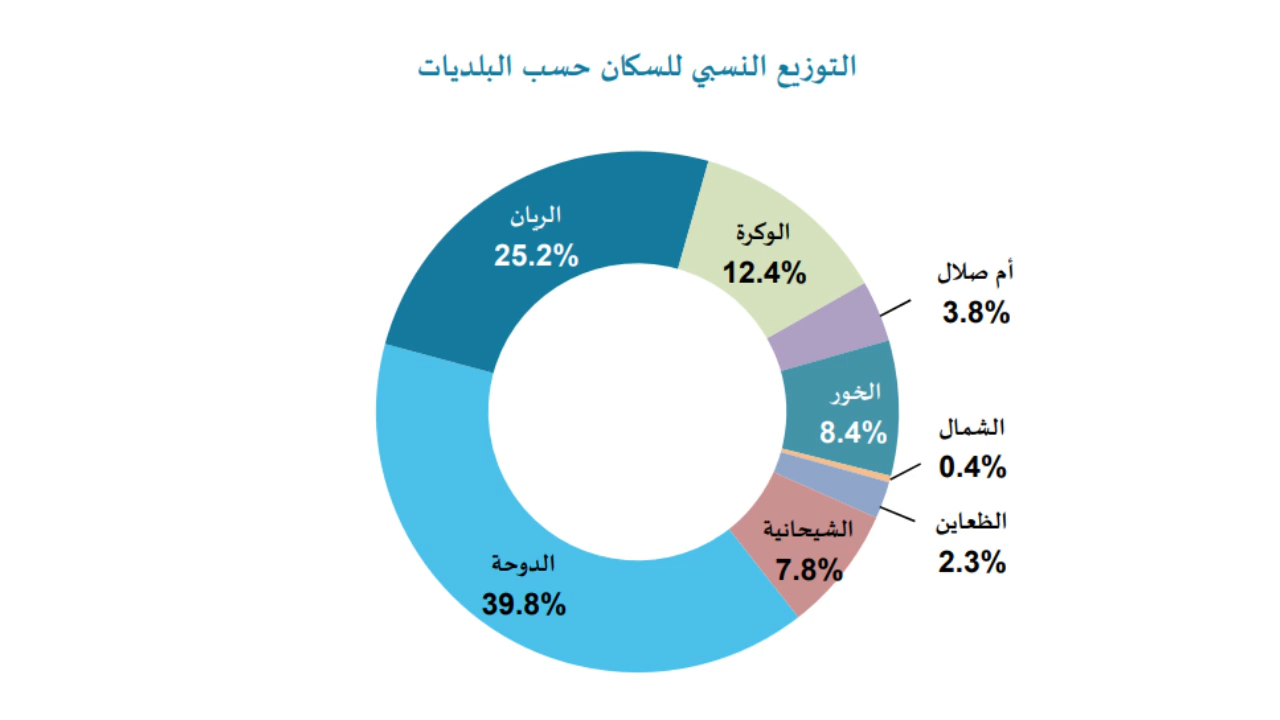 التوزيع النسبي للسكان حسب البلديات
الريان
25.2%
الوكرة
12.4%
أم صلال
3.8%
الخور
8.4%
الشمال
0.4%
الظعاين
2.3%
الشيحانية
7.8%
الدوحة
39.8%